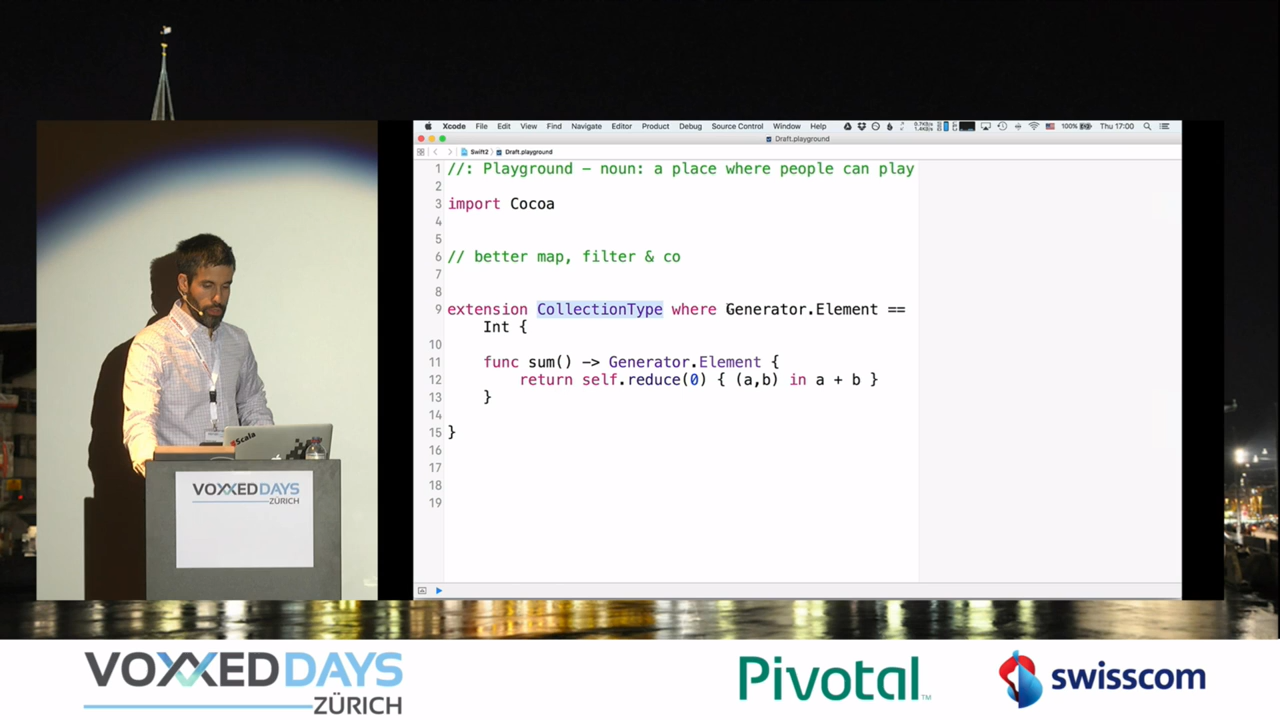 Xcode File Edit View Find Navigate Editor Product Debug Source Control Window Help 100% Thu 17:00
Draft.playground
Swift2 Draft.playground
1 //: Playground – noun: a place where people can play
2
3 import Cocoa
4
5
6 // better map, filter & co
7
8
9 extension CollectionType where Generator.Element ==
Int {
10
11 func sum() -> Generator.Element {
12 return self.reduce(0) { (a,b) in a + b }
13 }
14
15 }
16
17
18
19
Scala
VOXXED DAYS
ZÜRICH
VOXXED DAYS
ZÜRICH
Pivotal™
swisscom